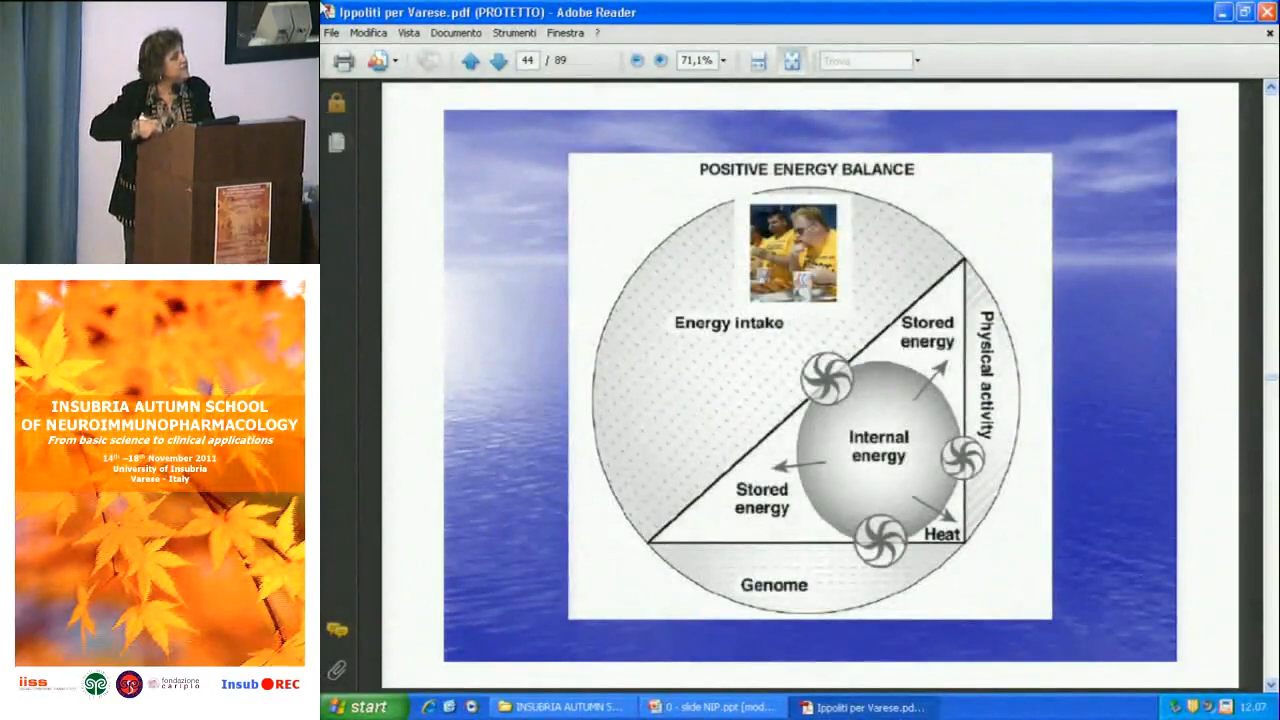 Ippoliti per Varese.pdf (PROTETTO) - Adobe Reader
File Modifica Vista Documento Strumenti Finestra ?
44 / 89 71,1% Trova
POSITIVE ENERGY BALANCE
Energy intake
Stored
energy
Physical activity
Internal
energy
Stored
energy
Heat
Genome
INSUBRIA AUTUMN SCHOOL
OF NEUROIMMUNOPHARMACOLOGY
From basic science to clinical applications
14th –18th November 2011
University of Insubria
Varese - Italy
iiss
fondazione
cariplo
Insub REC
start INSUBRIA AUTUMN S... 0 - slide NIP.ppt [mod... Ippoliti per Varese.pd... 12.07